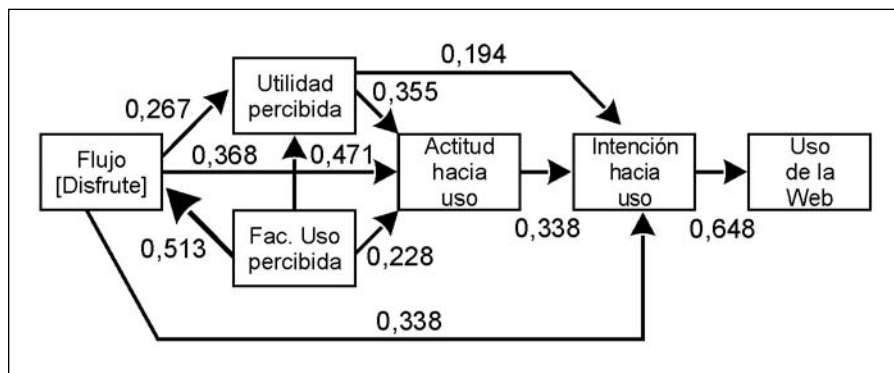 0,194
Utilidad
percibida
0,355
0,267
Flujo
[Disfrute]
0,368
0,471
Actitud
hacia
uso
Intención
hacia
uso
Uso
de la
Web
0,513
Fac. Uso
percibida
0,228
0,338
0,648
0,338